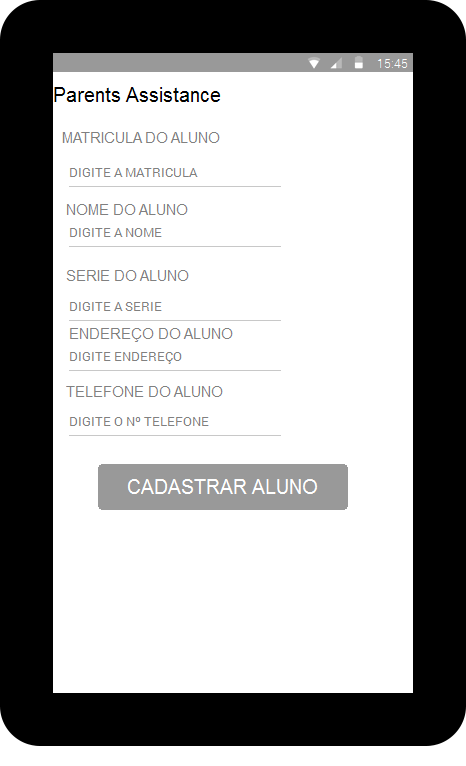 15:45
Parents Assistance
MATRICULA DO ALUNO
DIGITE A MATRICULA
NOME DO ALUNO
DIGITE A NOME
SERIE DO ALUNO
DIGITE A SERIE
ENDEREÇO DO ALUNO
DIGITE ENDEREÇO
TELEFONE DO ALUNO
DIGITE O Nº TELEFONE
CADASTRAR ALUNO